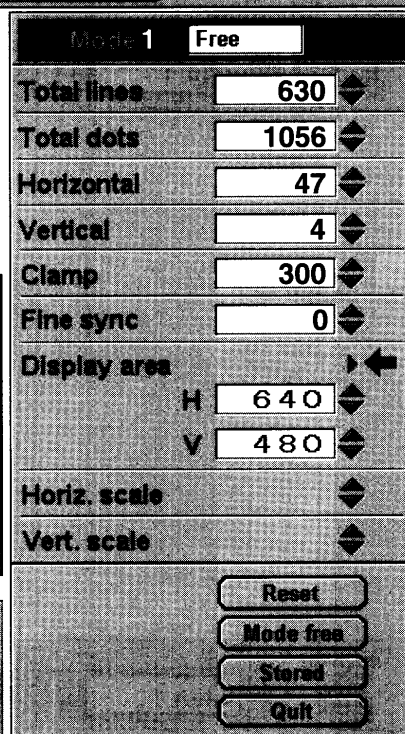 Mode 1 Free
Total lines 630
Total dots 1056
Horizontal 47
Vertical 4
Clamp 300
Fine sync 0
Display area
H 640
V 480
Horiz. scale
Vert. scale
Reset
Mode free
Stored
Quit